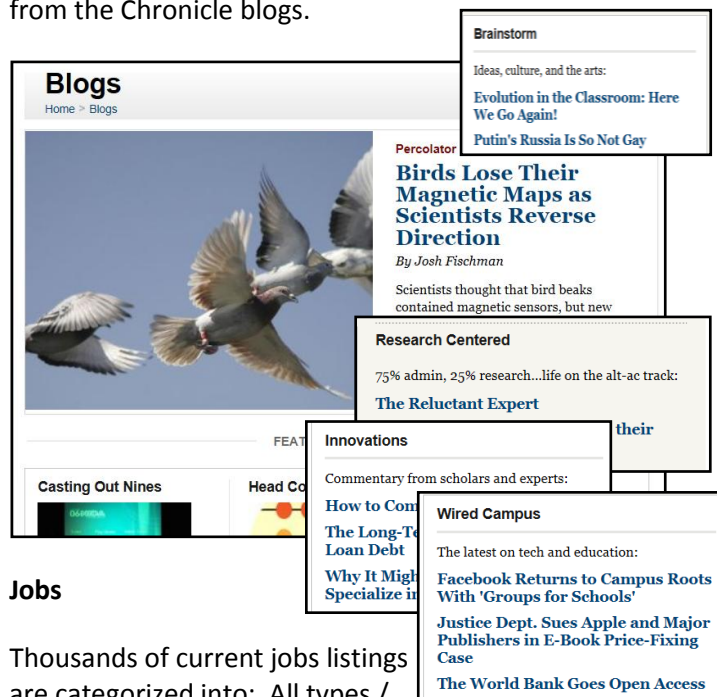 from the Chronicle blogs.
Brainstorm
Ideas, culture, and the arts:
Evolution in the Classroom: Here
We Go Again!
Putin's Russia Is So Not Gay
Blogs
Home > Blogs
Percolator
Birds Lose Their
Magnetic Maps as
Scientists Reverse
Direction
By Josh Fischman
Scientists thought that bird beaks
contained magnetic sensors, but new
Research Centered
75% admin, 25% research...life on the alt-ac track:
The Reluctant Expert
their
FEAT
Casting Out Nines
Head Co
Innovations
Commentary from scholars and experts:
How to Com
The Long-Te
Loan Debt
Why It Migh
Specialize in
Wired Campus
The latest on tech and education:
Facebook Returns to Campus Roots
With 'Groups for Schools'
Justice Dept. Sues Apple and Major
Publishers in E-Book Price-Fixing
Case
The World Bank Goes Open Access
Jobs
Thousands of current jobs listings
are categorized into: All types /